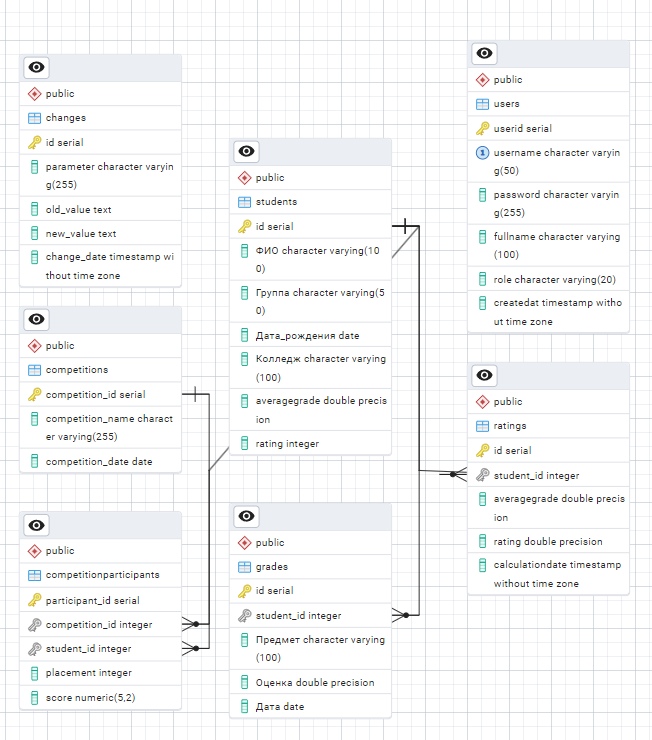 public
changes
id serial
parameter character varyin
g(255)
old_value text
new_value text
change_date timestamp wi
thout time zone
public
competitions
competition_id serial
competition_name charact
er varying(255)
competition_date date
public
competitionparticipants
participant_id serial
competition_id integer
student_id integer
placement integer
score numeric(5,2)
public
students
id serial
ФИО character varying(10
0)
Группа character varying(5
0)
Дата_рождения date
Колледж character varying
(100)
averagegrade double precis
ion
rating integer
public
grades
id serial
student_id integer
Предмет character varying
(100)
Оценка double precision
Дата date
public
users
userid serial
1
username character varyin
g(50)
password character varyin
g(255)
fullname character varying
(100)
role character varying(20)
createdat timestamp witho
ut time zone
public
ratings
id serial
student_id integer
averagegrade double precis
ion
rating double precision
calculationdate timestamp
without time zone